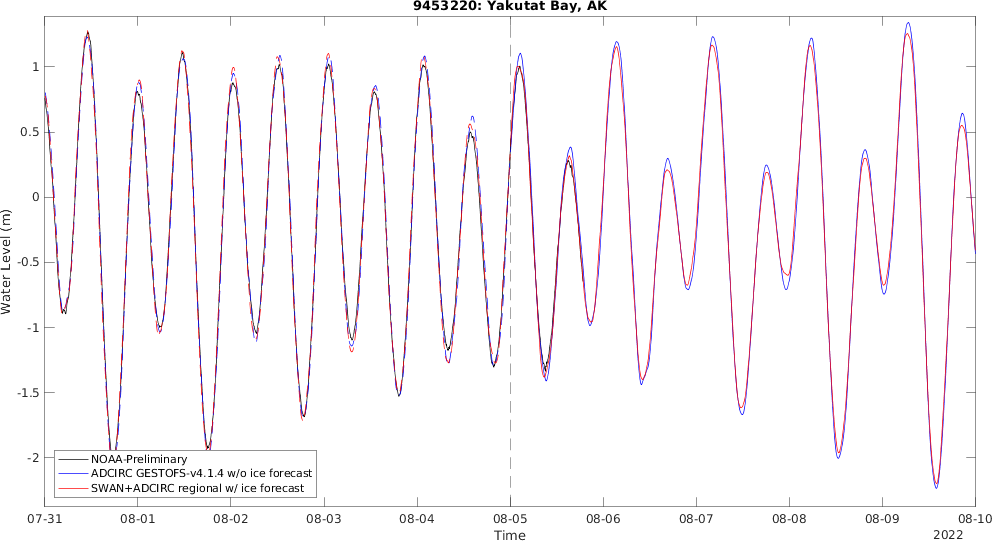 9453220: Yakutat Bay, AK
Water Level (m)
1
0.5
0
-0.5
-1
-1.5
-2
NOAA-Preliminary
ADCIRC GESTOFS-v4.1.4 w/o ice forecast
SWAN+ADCIRC regional w/ ice forecast
07-31 08-01 08-02 08-03 08-04 08-05 08-06 08-07 08-08 08-09 08-10
Time
2022